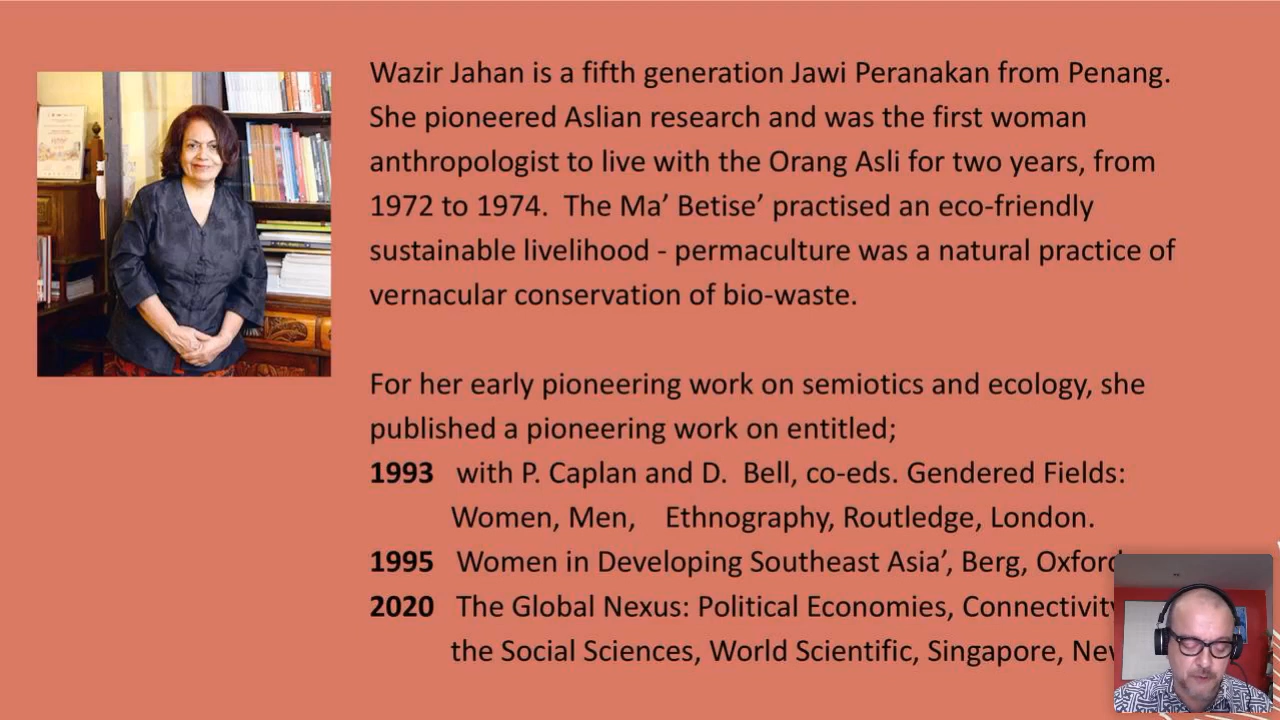 Wazir Jahan is a fifth generation Jawi Peranakan from Penang.
She pioneered Aslian research and was the first woman
anthropologist to live with the Orang Asli for two years, from
1972 to 1974.  The Ma’ Betise’ practised an eco-friendly
sustainable livelihood - permaculture was a natural practice of
vernacular conservation of bio-waste.
For her early pioneering work on semiotics and ecology, she
published a pioneering work on entitled;
1993 with P. Caplan and D.  Bell, co-eds. Gendered Fields:
Women, Men,    Ethnography, Routledge, London.
1995 Women in Developing Southeast Asia’, Berg, Oxford
2020 The Global Nexus: Political Economies, Connectivity
the Social Sciences, World Scientific, Singapore,